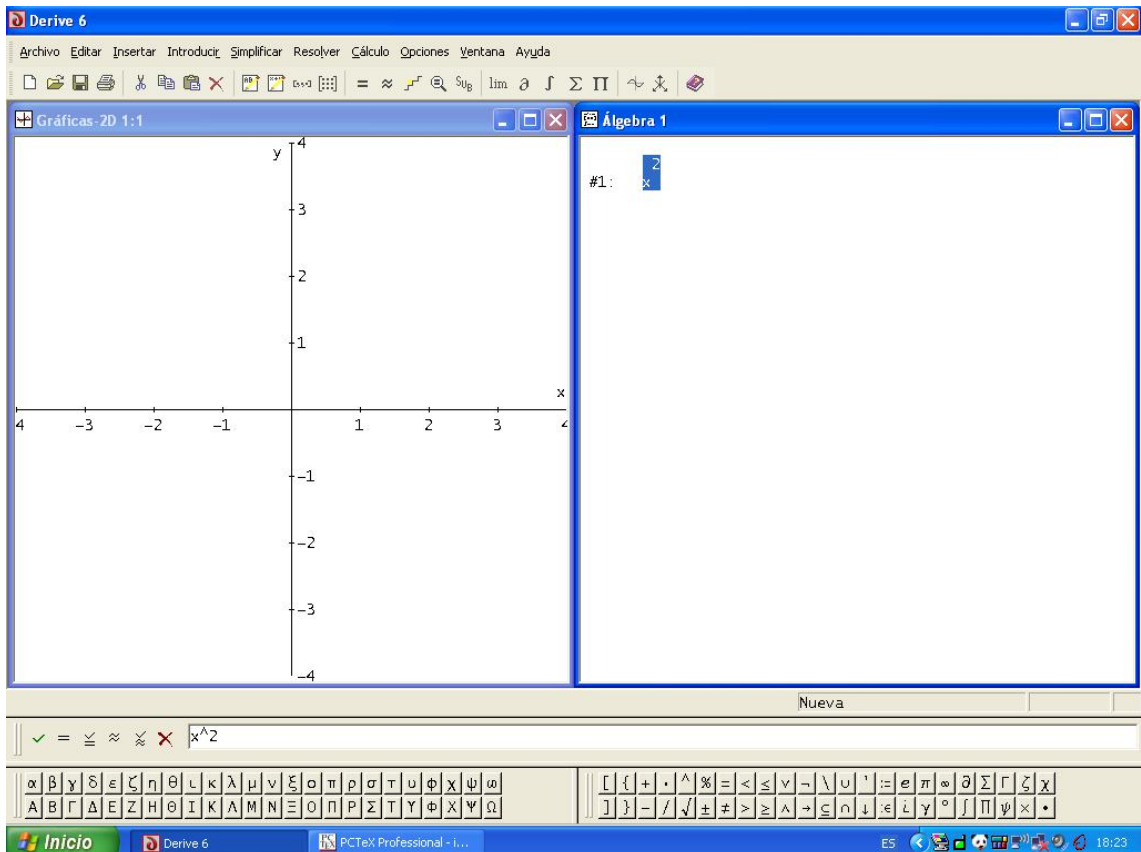 Derive 6
Archivo Editar Insertar Introducir Simplificar Resolver Cálculo Opciones Ventana Ayuda
= ≈ SUB lim ∂ ∫ Σ Π
Gráficas-2D 1:1
y
4
3
2
1
x
4 -3 -2 -1 1 2 3 4
-1
-2
-3
-4
Álgebra 1
2
#1: x
Nueva
= ≈ x^2
α β γ δ ε ζ η θ ι κ λ μ ν ξ ο π ρ σ τ υ φ χ ψ ω
Α Β Γ Δ Ε Ζ Η Θ Ι Κ Λ Μ Ν Ξ Ο Π Ρ Σ Τ Υ Φ Χ Ψ Ω
[ { + · ^ % = < ≤ ∨ ¬ \ ∪ ' := e π ∞ ∂ Σ Γ ζ χ
] } - / √ ± ≠ > ≥ ∧ → ⊆ ∩ ↓ :∈ i γ ° ∫ Π ψ × •
Inicio Derive 6 PCTeX Professional - i... ES 18:23